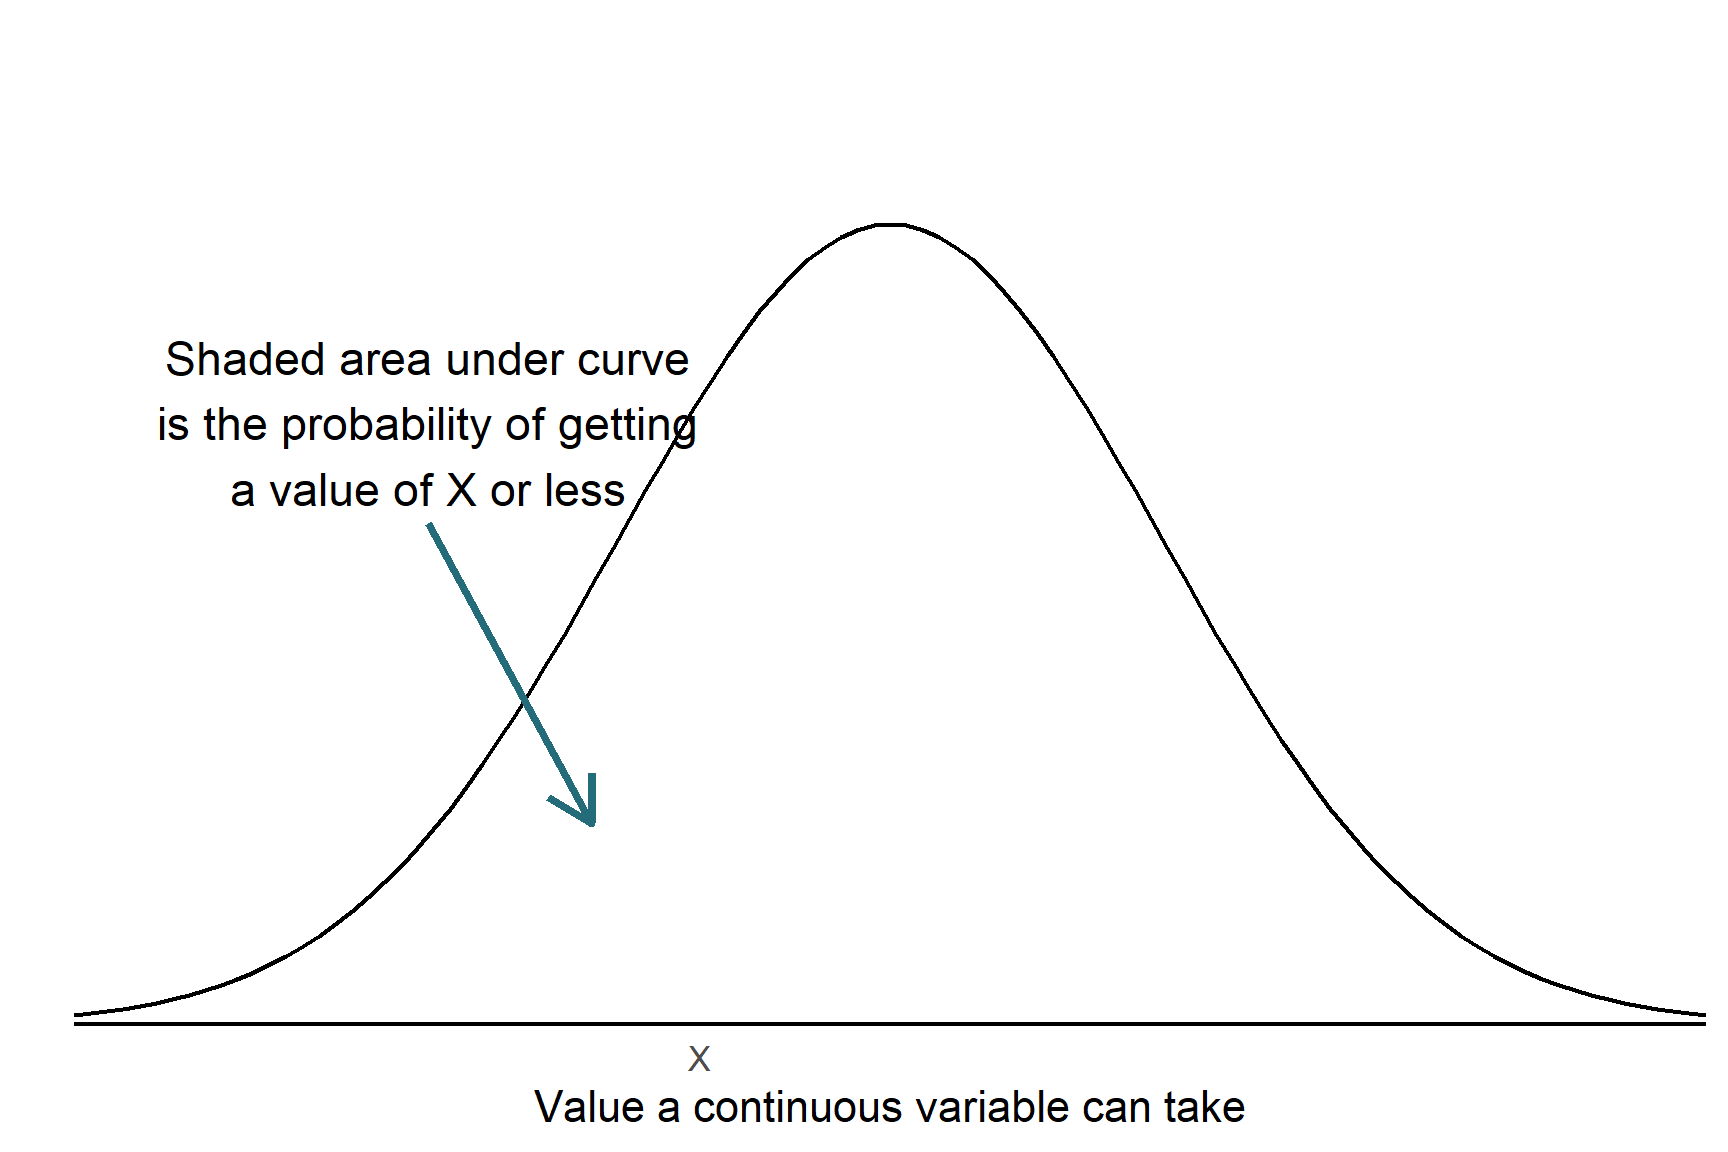 Shaded area under curve
is the probability of getting
a value of X or less
X
Value a continuous variable can take